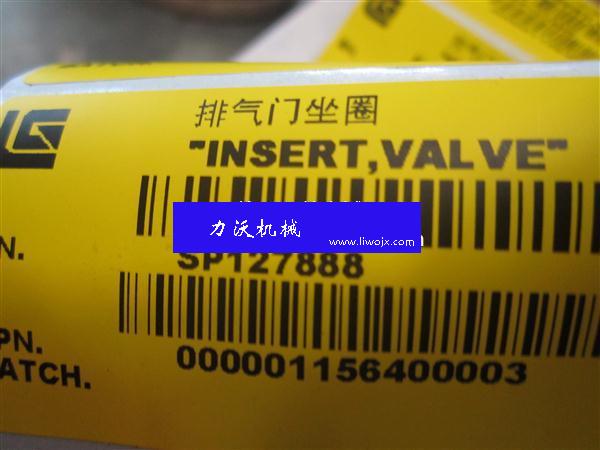 排气门坐圈
"INSERT,VALVE"
力沃机械
www.liwojx.com
N.
SP127888
PN.
ATCH.
000001156400003